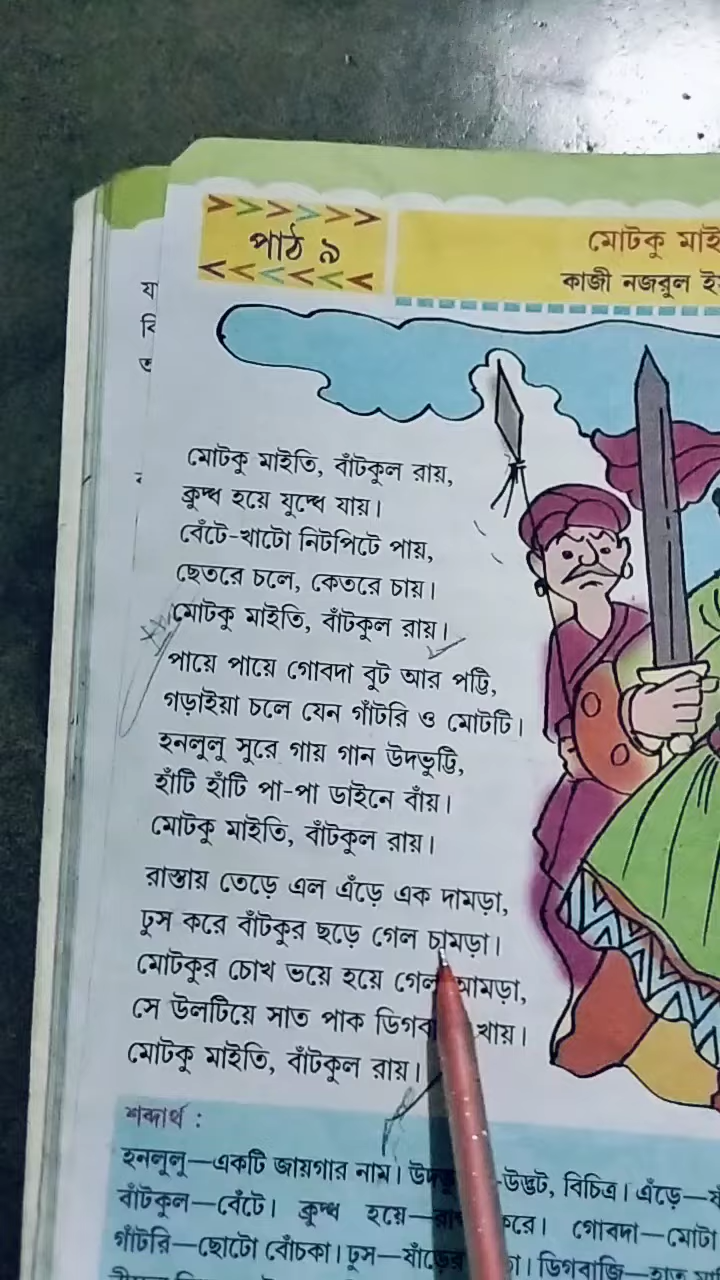 পাঠ ৯
মোটকু মাই
কাজী নজরুল ই
য
বি
মোটকু মাইতি, বাঁটকুল রায়,
ক্রুদ্ধ হয়ে যুদ্ধে যায়।
বেঁটে-খাটো নিটপিটে পায়,
ছেতরে চলে, কেতরে চায়।
মোটকু মাইতি, বাঁটকুল রায়।
পায়ে পায়ে গোবদা বুট আর পট্টি,
গড়াইয়া চলে যেন গাঁটরি ও মোটটি।
হনলুলু সুরে গায় গান উদভুট্টি,
হাঁটি হাঁটি পা-পা ডাইনে বাঁয়।
মোটকু মাইতি, বাঁটকুল রায়।
রাস্তায় তেড়ে এল এঁড়ে এক দামড়া,
ঢুস করে বাঁটকুর ছড়ে গেল চামড়া।
মোটকুর চোখ ভয়ে হয়ে গেল আমড়া,
সে উলটিয়ে সাত পাক ডিগবা খায়।
মোটকু মাইতি, বাঁটকুল রায়।
শব্দার্থ :
হনলুলু—একটি জায়গার নাম। উদ -উদ্ভট, বিচিত্র। এঁড়ে—
বাঁটকুল—বেঁটে। ক্রুদ্ধ হয়ে— করে। গোবদা—মোটা
গাঁটরি—ছোটো বোঁচকা। ঢুস—ষাঁড়ের । ডিগবাজি—